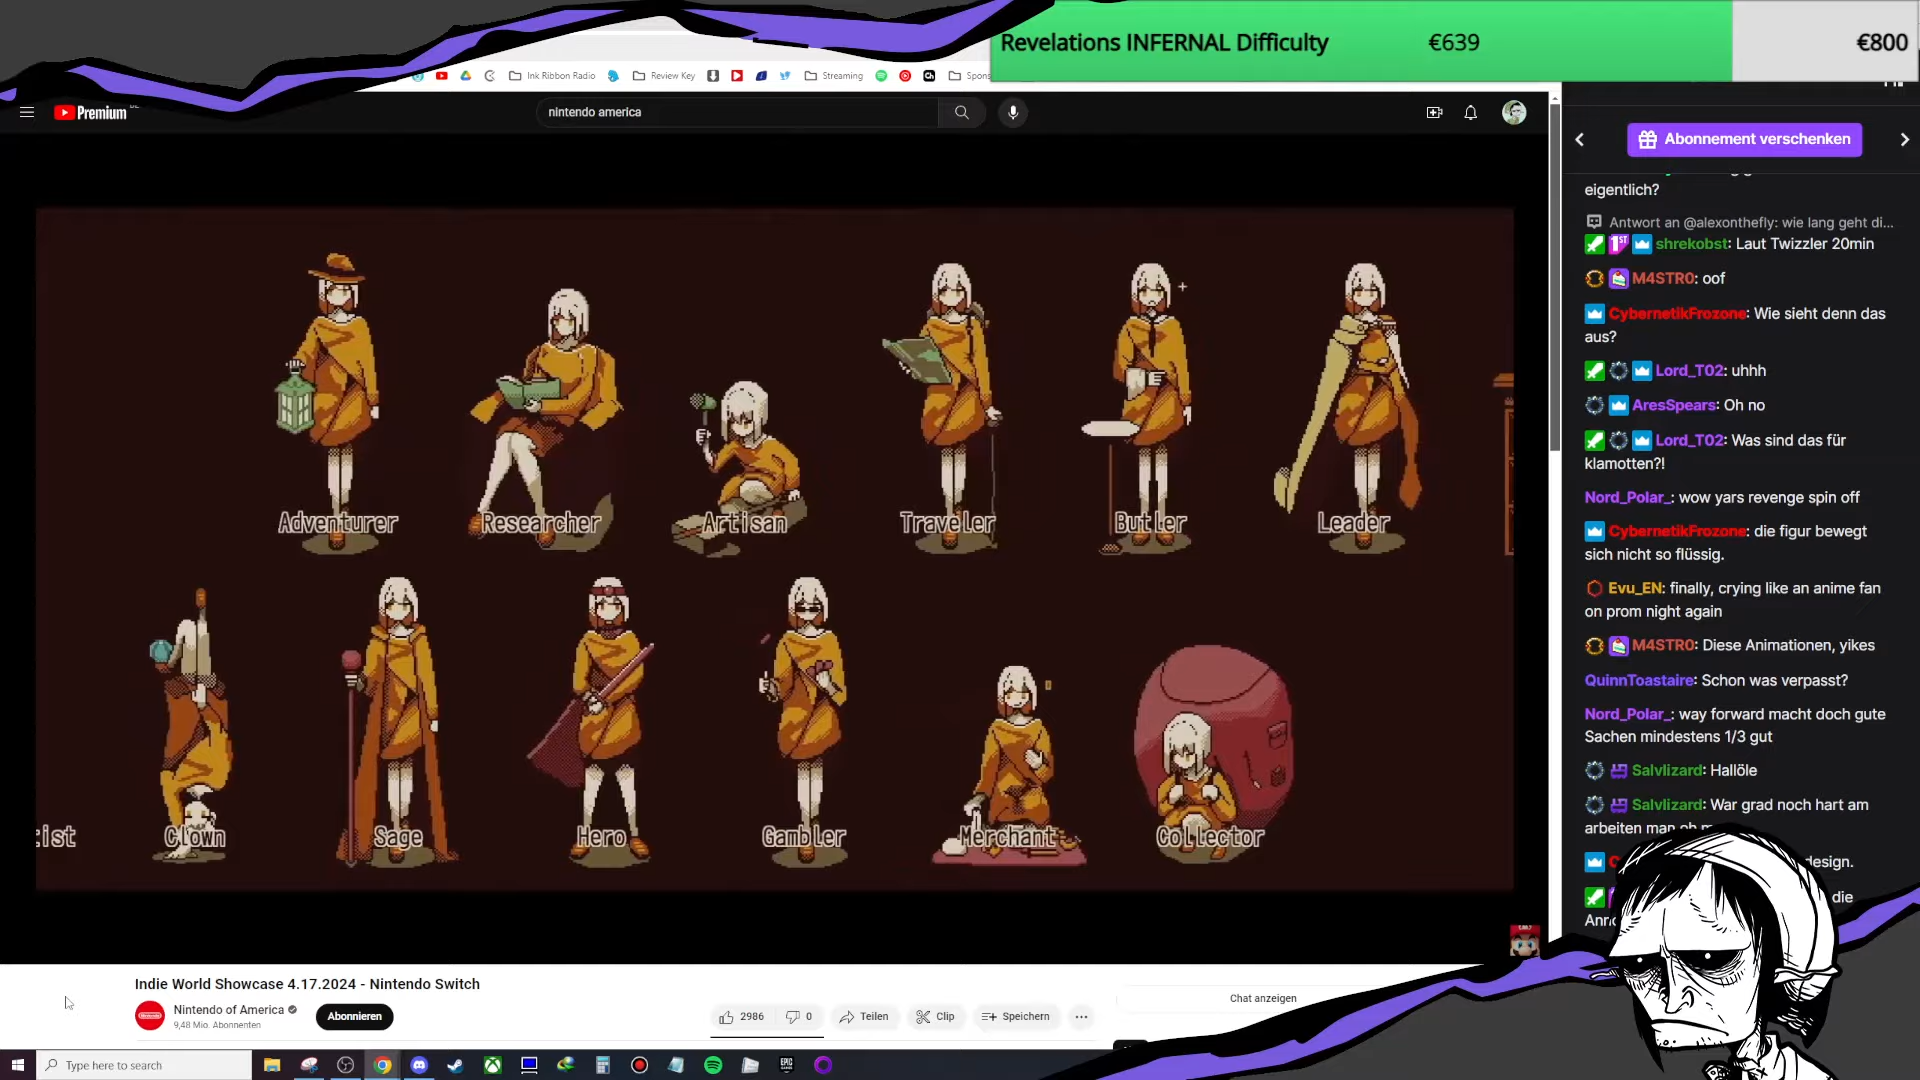 Revelations INFERNAL Difficulty
€639
€800
Ink Ribbon Radio
Review Key
Streaming
Premium
nintendo america
Abonnement verschenken
eigentlich?
Antwort an @alexonthefly: wie lang geht di...
shrekobst: Laut Twizzler 20min
M4STR0: oof
CybernetikFrozone: Wie sieht denn das
aus?
Lord_T02: uhhh
AresSpears: Oh no
Lord_T02: Was sind das für
klamotten?!
Nord_Polar_: wow yars revenge spin off
CybernetikFrozone: die figur bewegt
sich nicht so flüssig.
Evu_EN: finally, crying like an anime fan
on prom night again
M4STR0: Diese Animationen, yikes
QuinnToastaire: Schon was verpasst?
Nord_Polar_: way forward macht doch gute
Sachen mindestens 1/3 gut
Salvlizard: Hallöle
Salvlizard: War grad noch hart am
arbeiten man
design.
die
Adventurer
Researcher
Artisan
Traveler
Butler
Leader
Clown
Sage
Hero
Gambler
Merchant
Collector
Indie World Showcase 4.17.2024 - Nintendo Switch
Nintendo of America
9,48 Mio. Abonnenten
Abonnieren
2986
0
Teilen
Clip
Speichern
Chat anzeigen
Type here to search